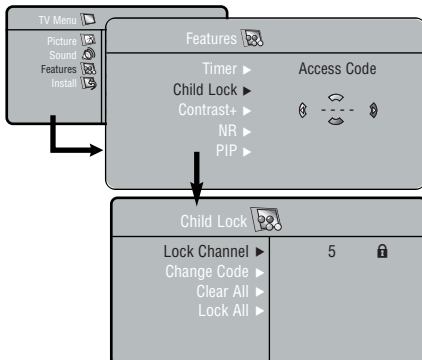 TV Menu
Picture
Sound
Features
Install
Features
Timer ►
Child Lock ►
Contrast+ ►
NR ►
PIP ►
Access Code
- - - -
Child Lock
Lock Channel ► 5
Change Code ►
Clear All ►
Lock All ►